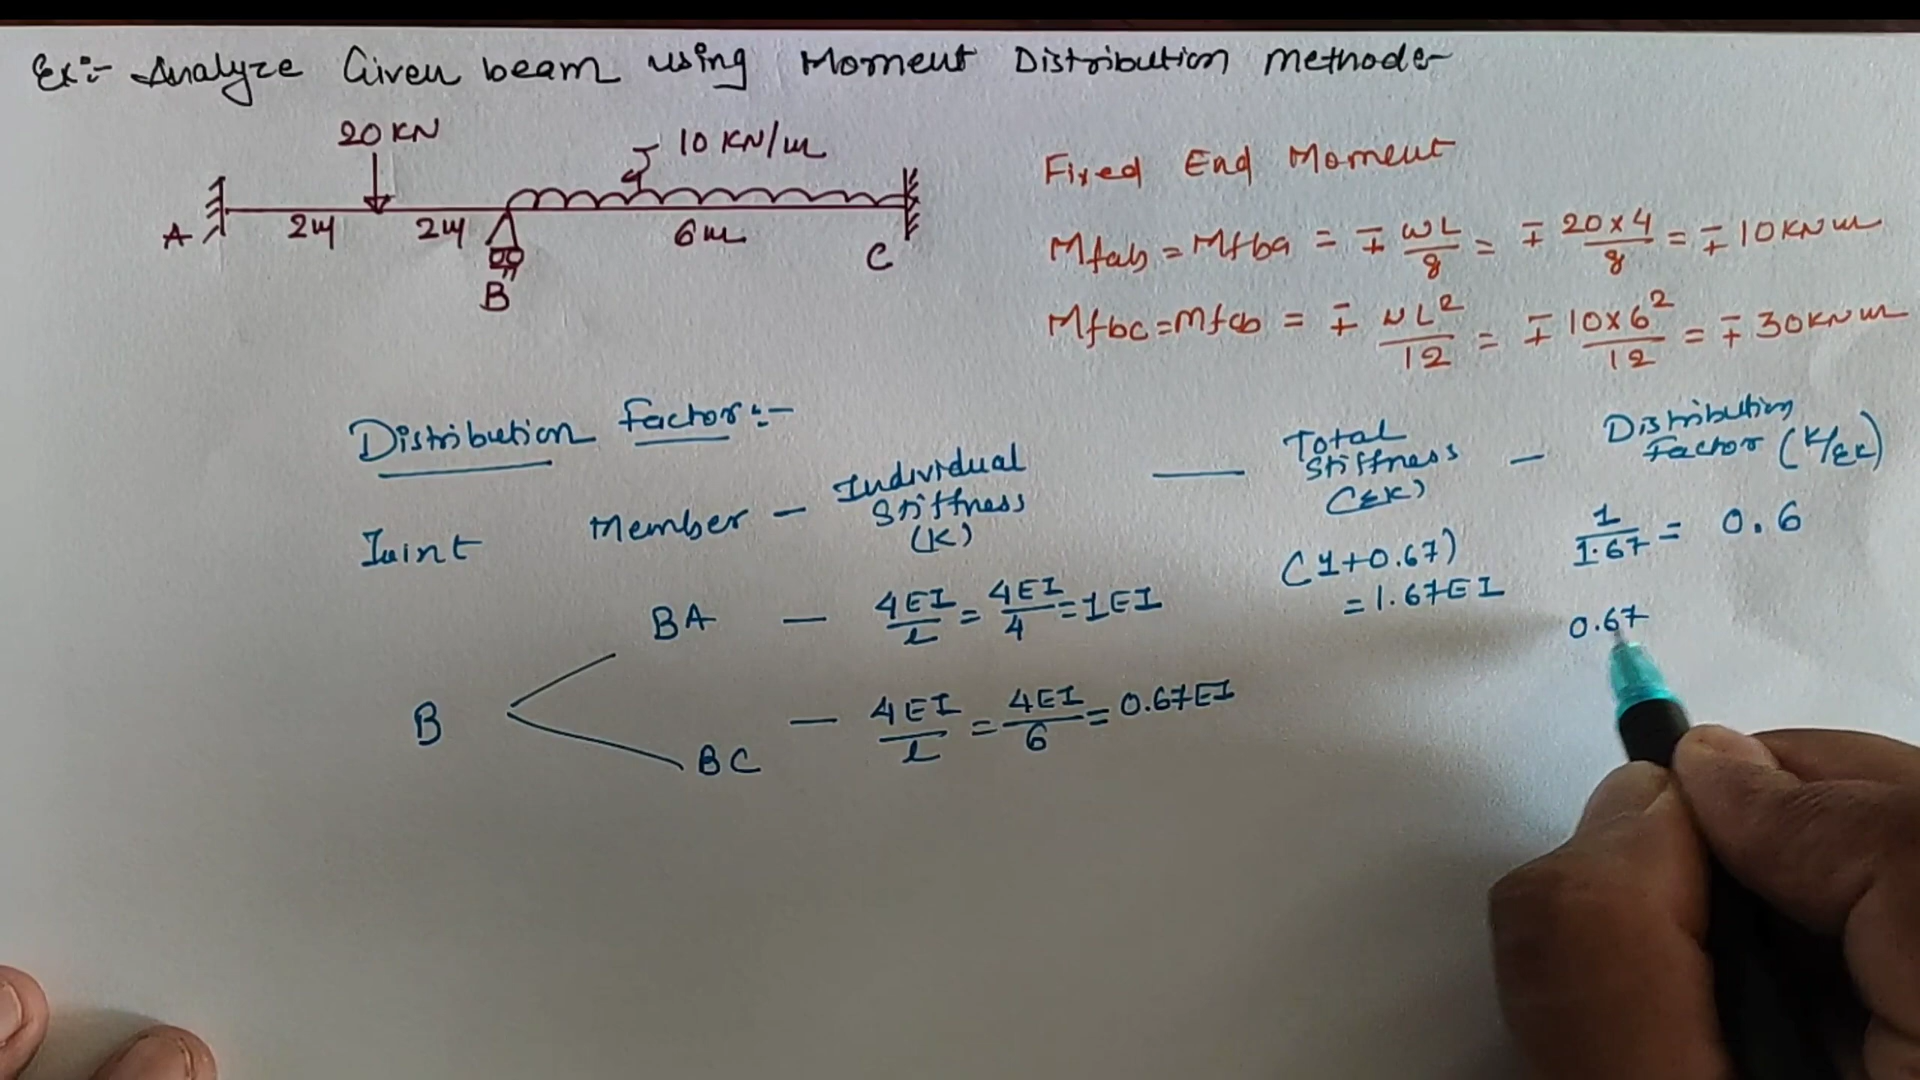 Ex:- Analyze Given beam using Moment Distribution methode-
20 KN
10 KN/m
A
2m
2m
6m
C
B
Fixed End Moment
Mfab = Mfba = ∓ WL/8 = ∓ 20×4/8 = ∓ 10 KN m
Mfbc = Mfcb = ∓ WL²/12 = ∓ 10×6²/12 = ∓ 30 KN m
Distribution Factor:-
Joint Member - Individual Stiffness (K) — Total Stiffness (ΣK) - Distribution Factor (K/ΣK)
BA — 4EI/L = 4EI/4 = 1EI
(1+0.67) = 1.67EI
1/1.67 = 0.6
0.67
B
BC — 4EI/L = 4EI/6 = 0.67EI